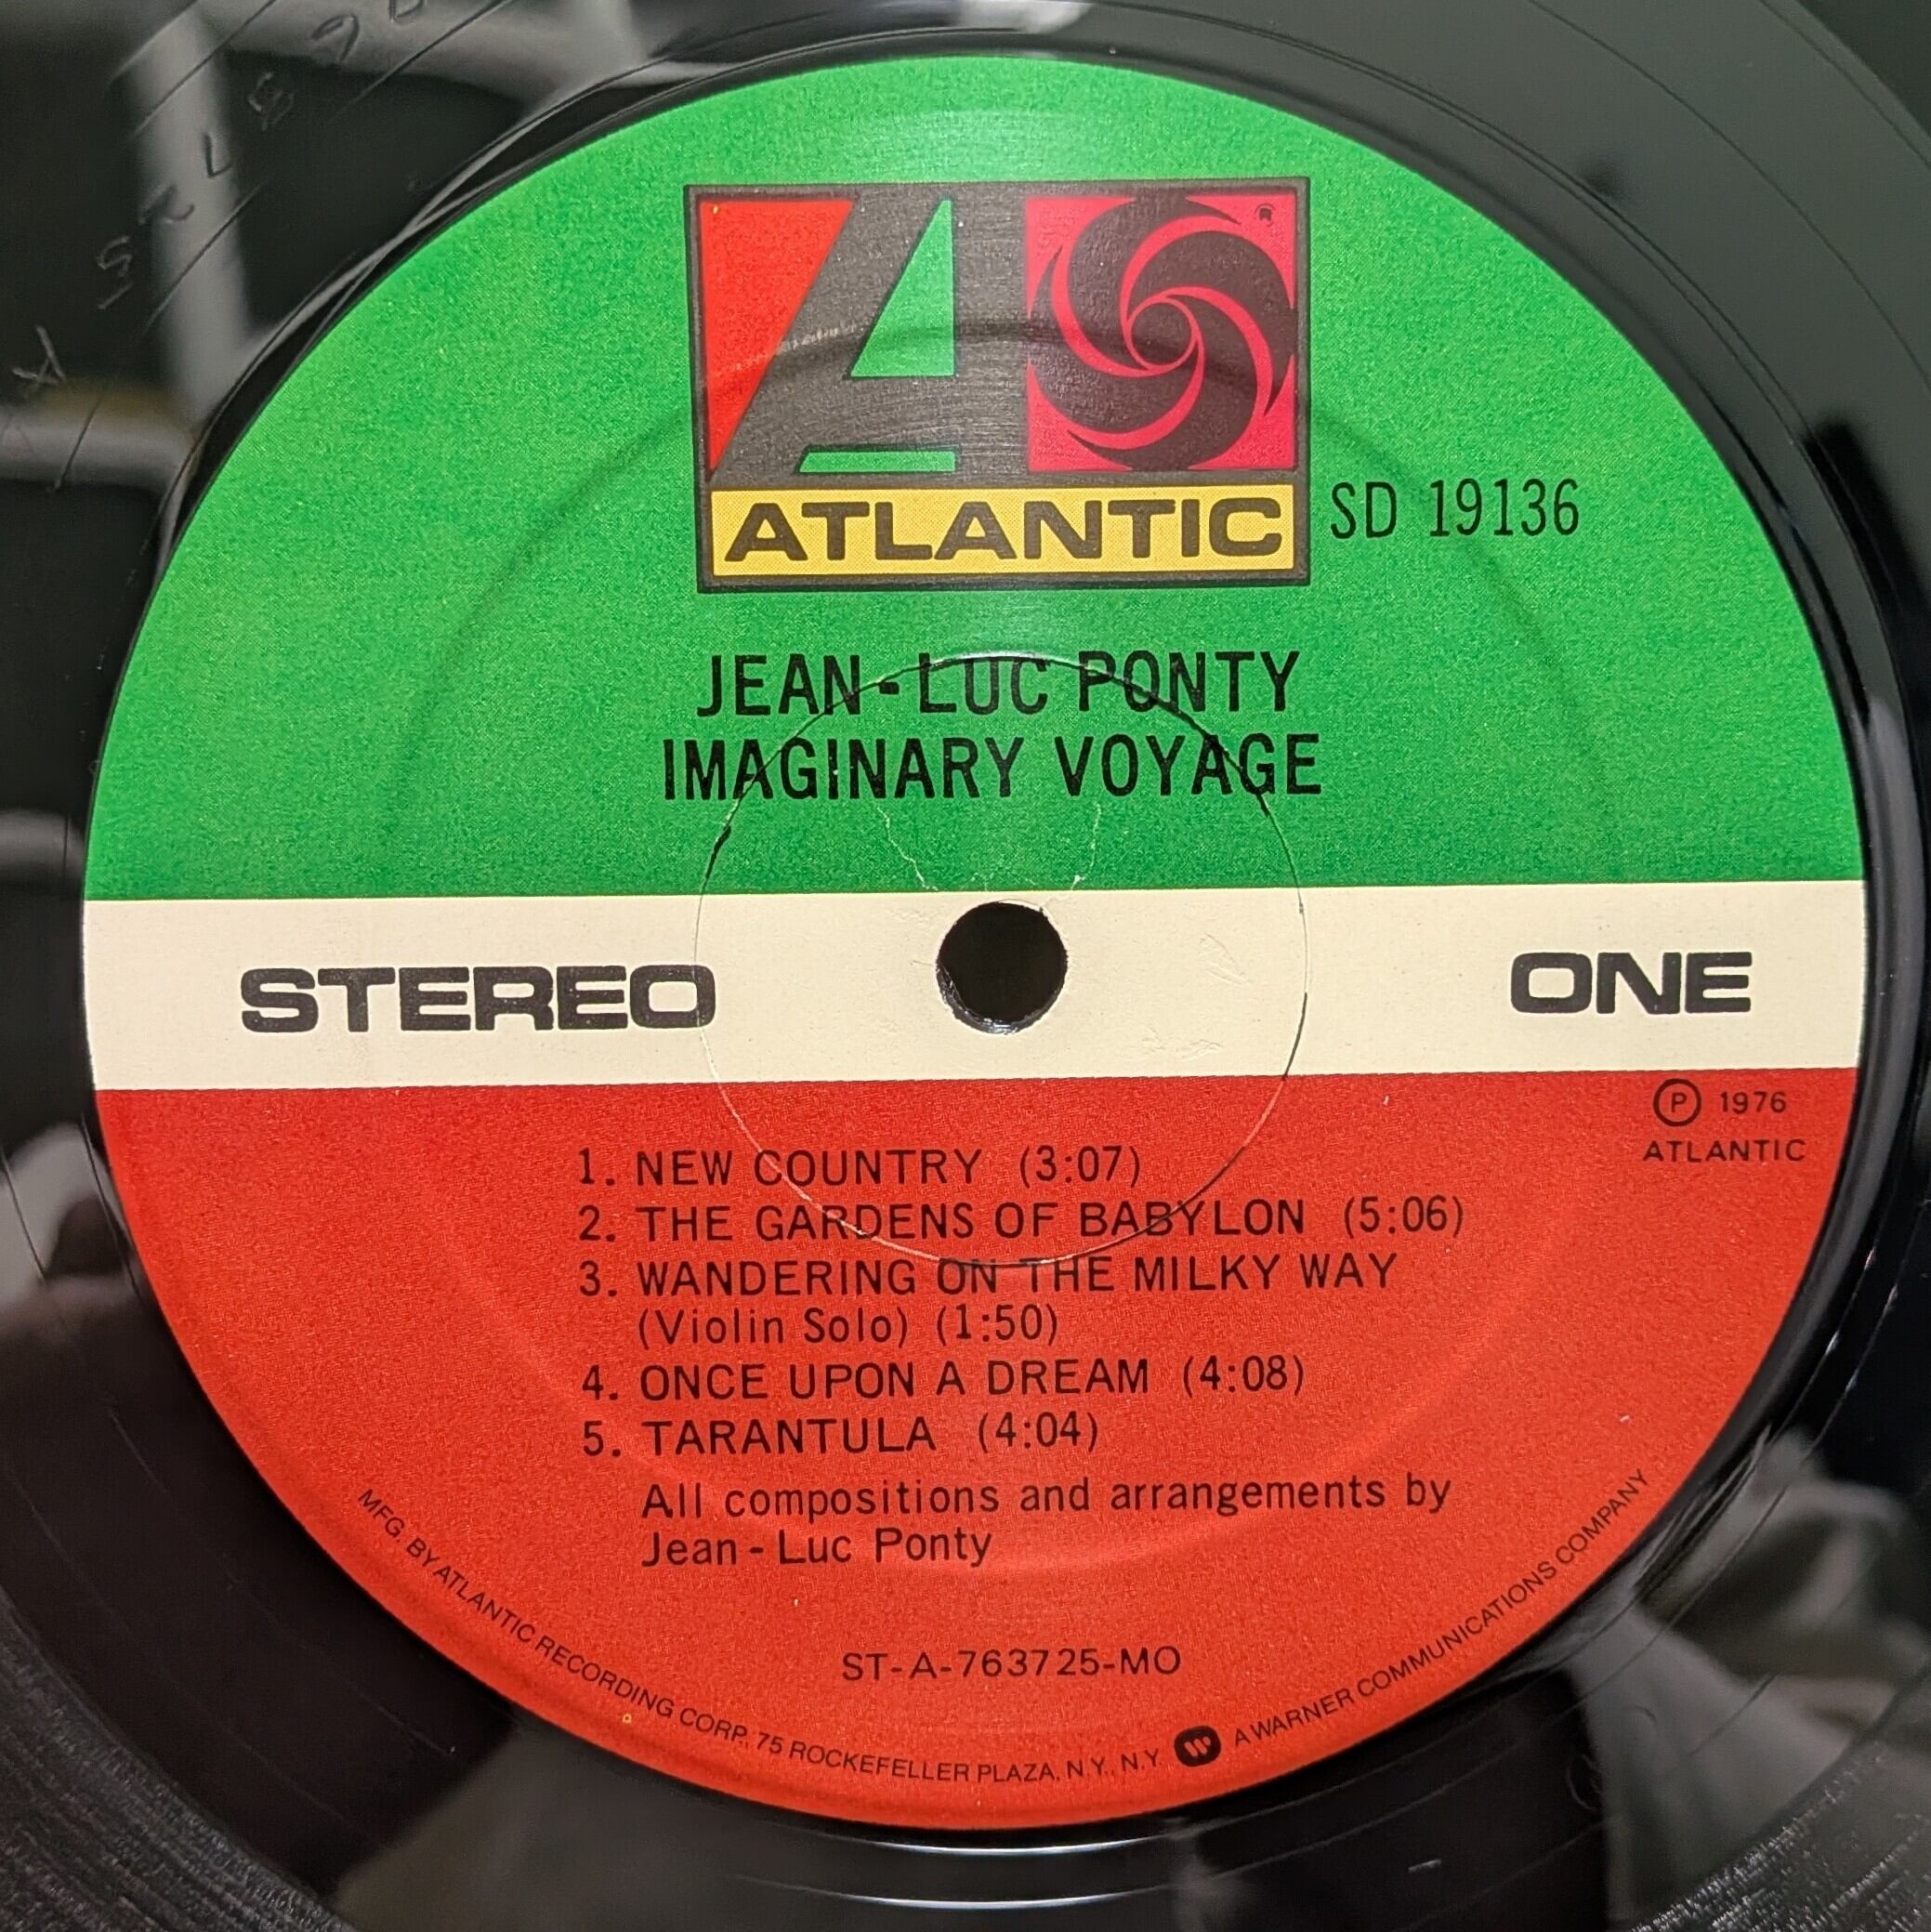 ATLANTIC
SD 19136
JEAN-LUC PONTY
IMAGINARY VOYAGE
STEREO
ONE
Ⓟ 1976
ATLANTIC
1. NEW COUNTRY (3:07)
2. THE GARDENS OF BABYLON (5:06)
3. WANDERING ON THE MILKY WAY
(Violin Solo) (1:50)
4. ONCE UPON A DREAM (4:08)
5. TARANTULA (4:04)
All compositions and arrangements by
Jean-Luc Ponty
ST-A-763725-MO
MFG. BY ATLANTIC RECORDING CORP., 75 ROCKEFELLER PLAZA, N.Y., N.Y. W A WARNER COMMUNICATIONS COMPANY